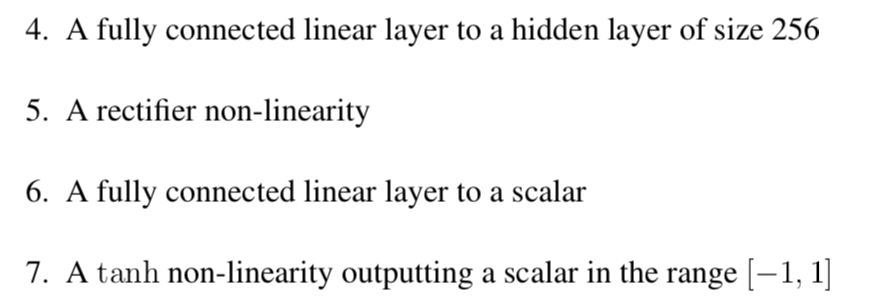 4. A fully connected linear layer to a hidden layer of size 256
5. A rectifier non-linearity
6. A fully connected linear layer to a scalar
7. A tanh non-linearity outputting a scalar in the range [−1, 1]